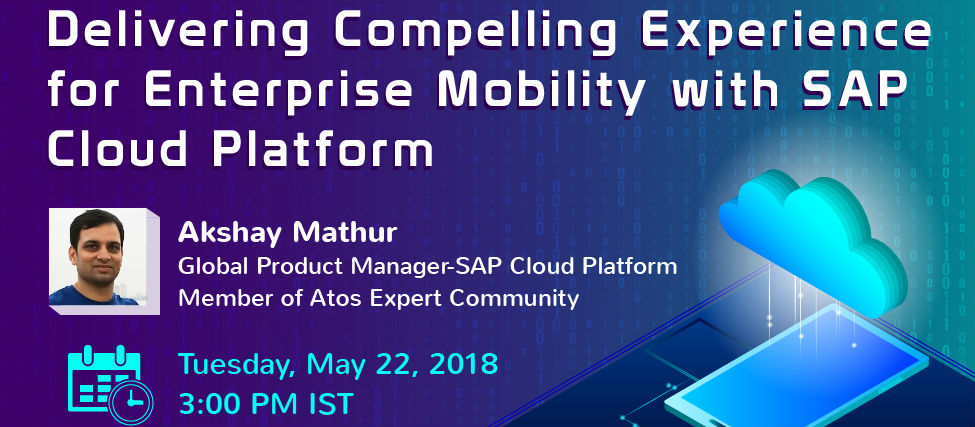 Delivering Compelling Experience
for Enterprise Mobility with SAP
Cloud Platform
Akshay Mathur
Global Product Manager-SAP Cloud Platform
Member of Atos Expert Community
Tuesday, May 22, 2018
3:00 PM IST